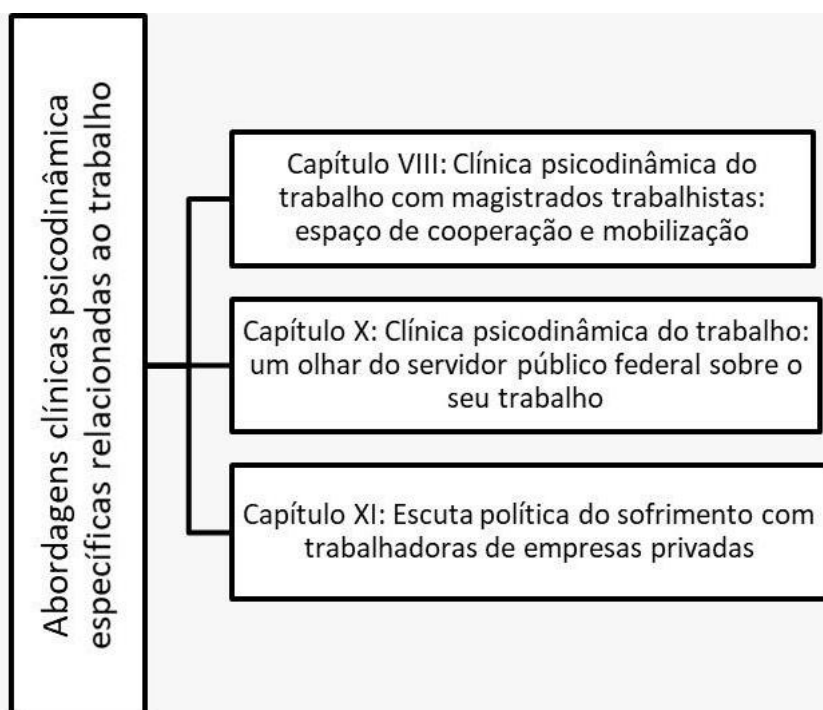 Abordagens clínicas psicodinâmica
específicas relacionadas ao trabalho
Capítulo VIII: Clínica psicodinâmica do
trabalho com magistrados trabalhistas:
espaço de cooperação e mobilização
Capítulo X: Clínica psicodinâmica do trabalho:
um olhar do servidor público federal sobre o
seu trabalho
Capítulo XI: Escuta política do sofrimento com
trabalhadoras de empresas privadas